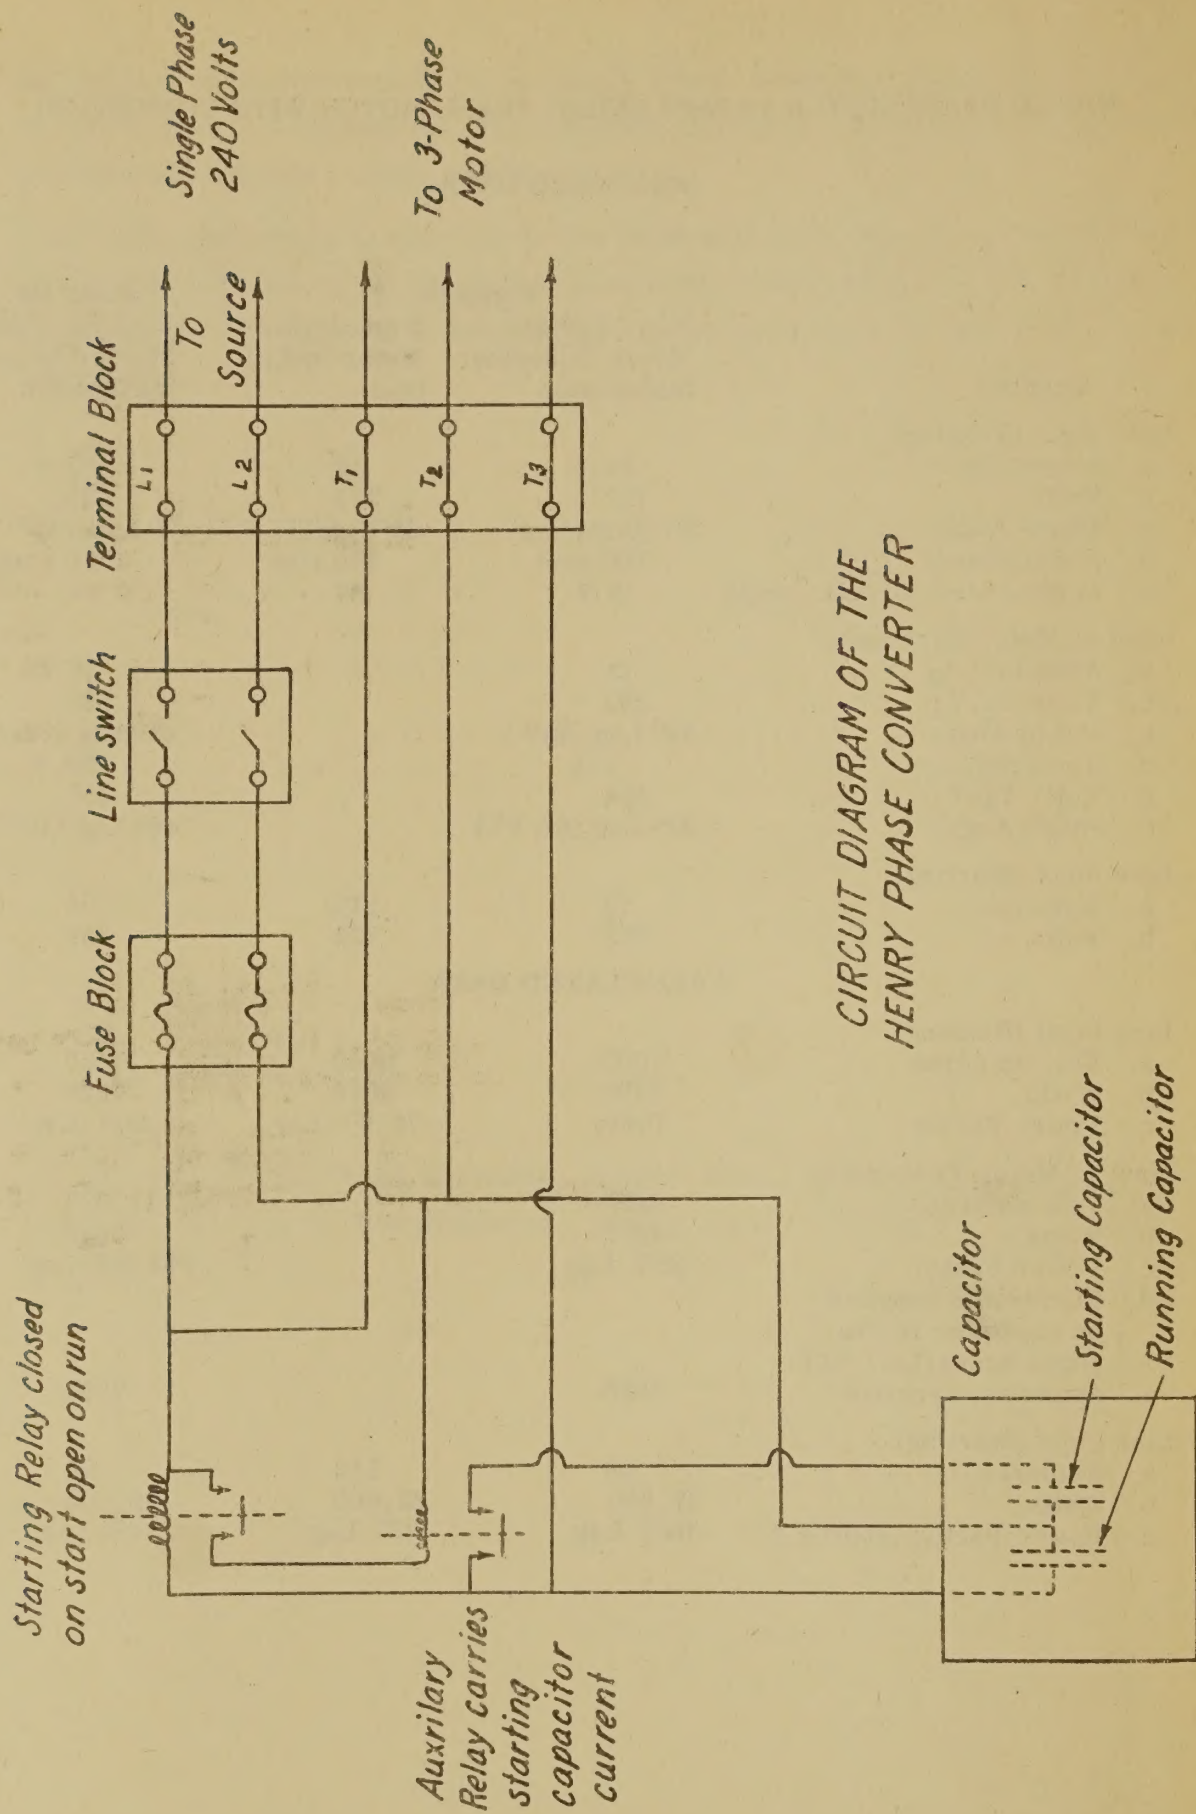 Starting Relay closed
on start open on run
Fuse Block
Line switch
Terminal Block
L1
L2
T1
T2
T3
To
Source
Single Phase
240 Volts
To 3-Phase
Motor
Auxrilary
Relay carries
starting
capacitor
current
Capacitor
Starting Capacitor
Running Capacitor
CIRCUIT DIAGRAM OF THE
HENRY PHASE CONVERTER